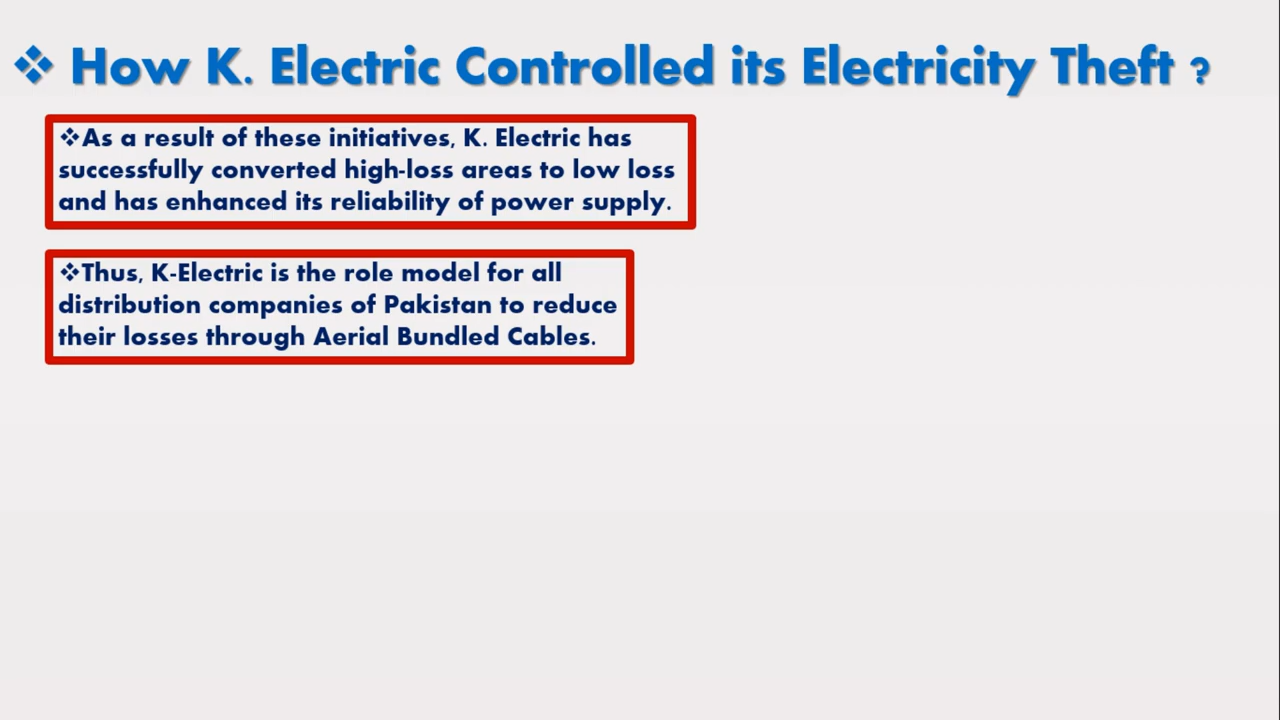 ❖ How K. Electric Controlled its Electricity Theft ?
❖As a result of these initiatives, K. Electric has
successfully converted high-loss areas to low loss
and has enhanced its reliability of power supply.
❖Thus, K-Electric is the role model for all
distribution companies of Pakistan to reduce
their losses through Aerial Bundled Cables.